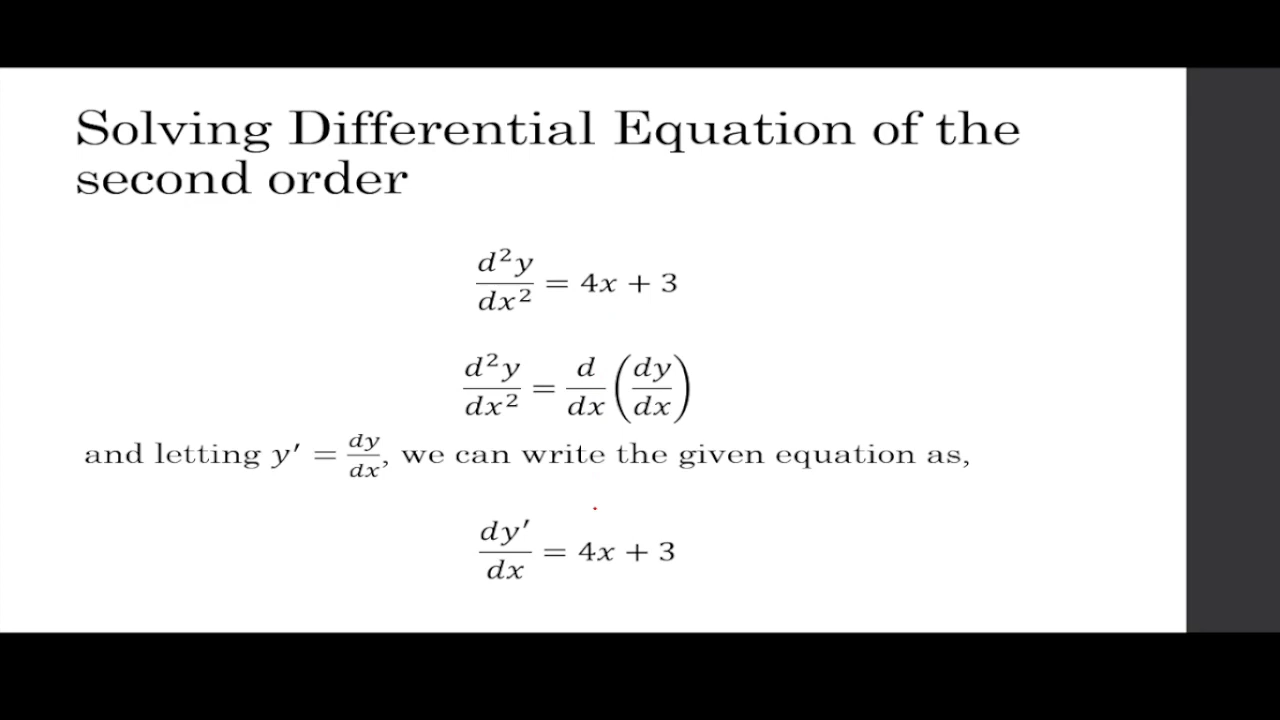 Solving Differential Equation of the
second order
d²y/dx² = 4x + 3
d²y/dx² = d/dx (dy/dx)
and letting y′ = dy/dx, we can write the given equation as,
dy′/dx = 4x + 3